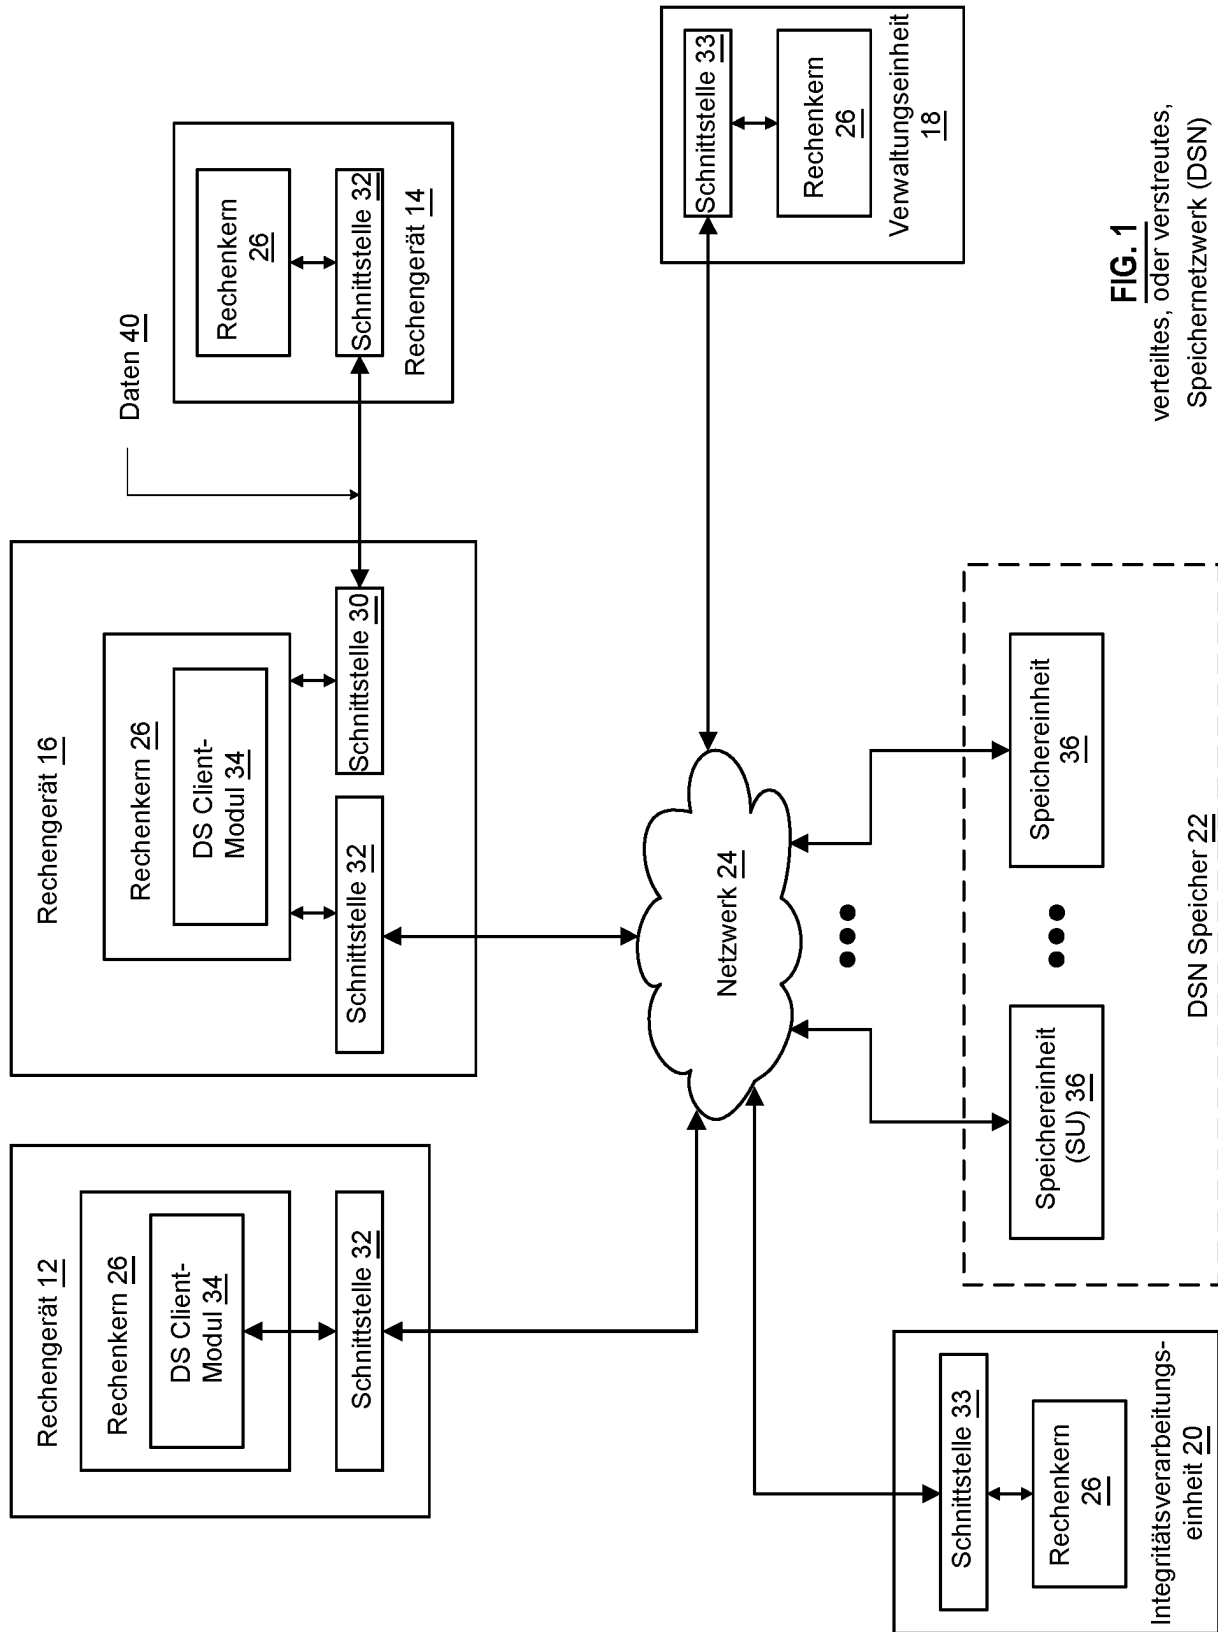 Rechengerät 12
Rechenkern 26
DS Client-
Modul 34
Schnittstelle 32
Rechengerät 16
Rechenkern 26
DS Client-
Modul 34
Schnittstelle 32
Schnittstelle 30
Daten 40
Rechenkern
26
Schnittstelle 32
Rechengerät 14
Netzwerk 24
Schnittstelle 33
Rechenkern
26
Verwaltungseinheit
18
Schnittstelle 33
Rechenkern
26
Integritätsverarbeitungs-
einheit 20
Speichereinheit
(SU) 36
Speichereinheit
36
DSN Speicher 22
FIG. 1
verteiltes, oder verstreutes,
Speichernetzwerk (DSN)